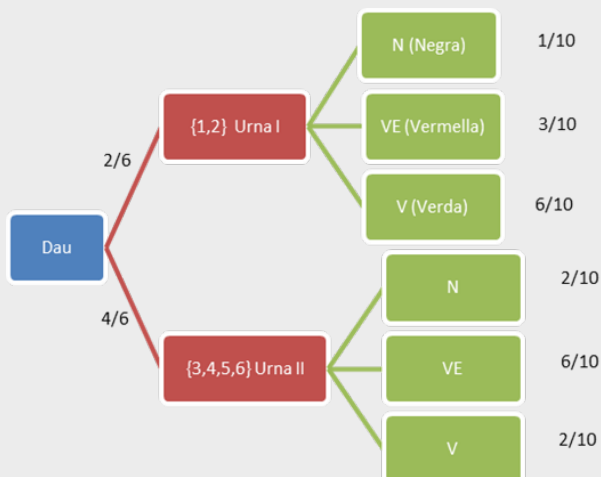 N (Negra)
1/10
{1,2} Urna I
VE (Vermella)
3/10
2/6
V (Verda)
6/10
Dau
N
2/10
4/6
{3,4,5,6} Urna II
VE
6/10
V
2/10